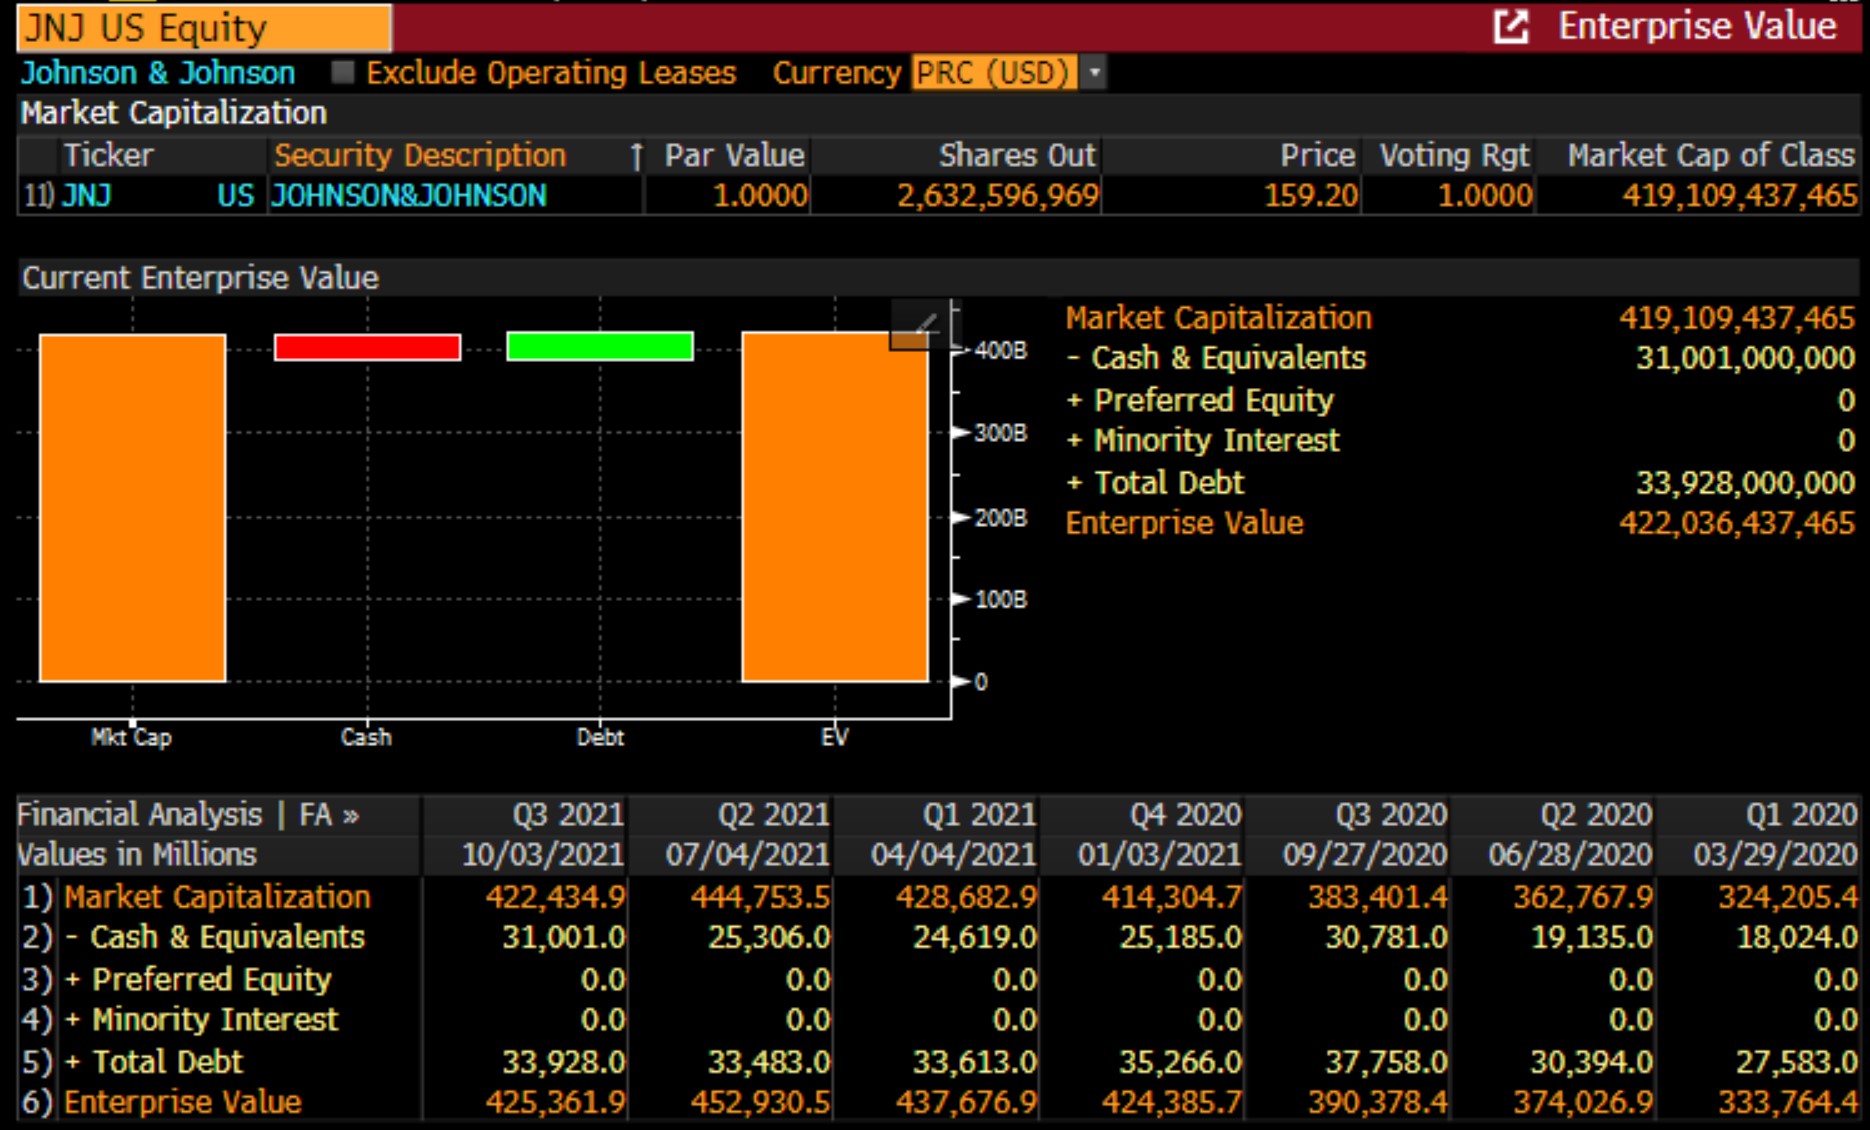 JNJ US Equity Enterprise Value
Johnson & Johnson Exclude Operating Leases Currency PRC (USD)
Market Capitalization
Ticker Security Description ↑ Par Value Shares Out Price Voting Rgt Market Cap of Class
11) JNJ US JOHNSON&JOHNSON 1.0000 2,632,596,969 159.20 1.0000 419,109,437,465
Current Enterprise Value
Market Capitalization 419,109,437,465
- Cash & Equivalents 31,001,000,000
+ Preferred Equity 0
+ Minority Interest 0
+ Total Debt 33,928,000,000
Enterprise Value 422,036,437,465
400B
300B
200B
100B
0
Mkt Cap Cash Debt EV
Financial Analysis | FA » Q3 2021 Q2 2021 Q1 2021 Q4 2020 Q3 2020 Q2 2020 Q1 2020
Values in Millions 10/03/2021 07/04/2021 04/04/2021 01/03/2021 09/27/2020 06/28/2020 03/29/2020
1) Market Capitalization 422,434.9 444,753.5 428,682.9 414,304.7 383,401.4 362,767.9 324,205.4
2) - Cash & Equivalents 31,001.0 25,306.0 24,619.0 25,185.0 30,781.0 19,135.0 18,024.0
3) + Preferred Equity 0.0 0.0 0.0 0.0 0.0 0.0 0.0
4) + Minority Interest 0.0 0.0 0.0 0.0 0.0 0.0 0.0
5) + Total Debt 33,928.0 33,483.0 33,613.0 35,266.0 37,758.0 30,394.0 27,583.0
6) Enterprise Value 425,361.9 452,930.5 437,676.9 424,385.7 390,378.4 374,026.9 333,764.4